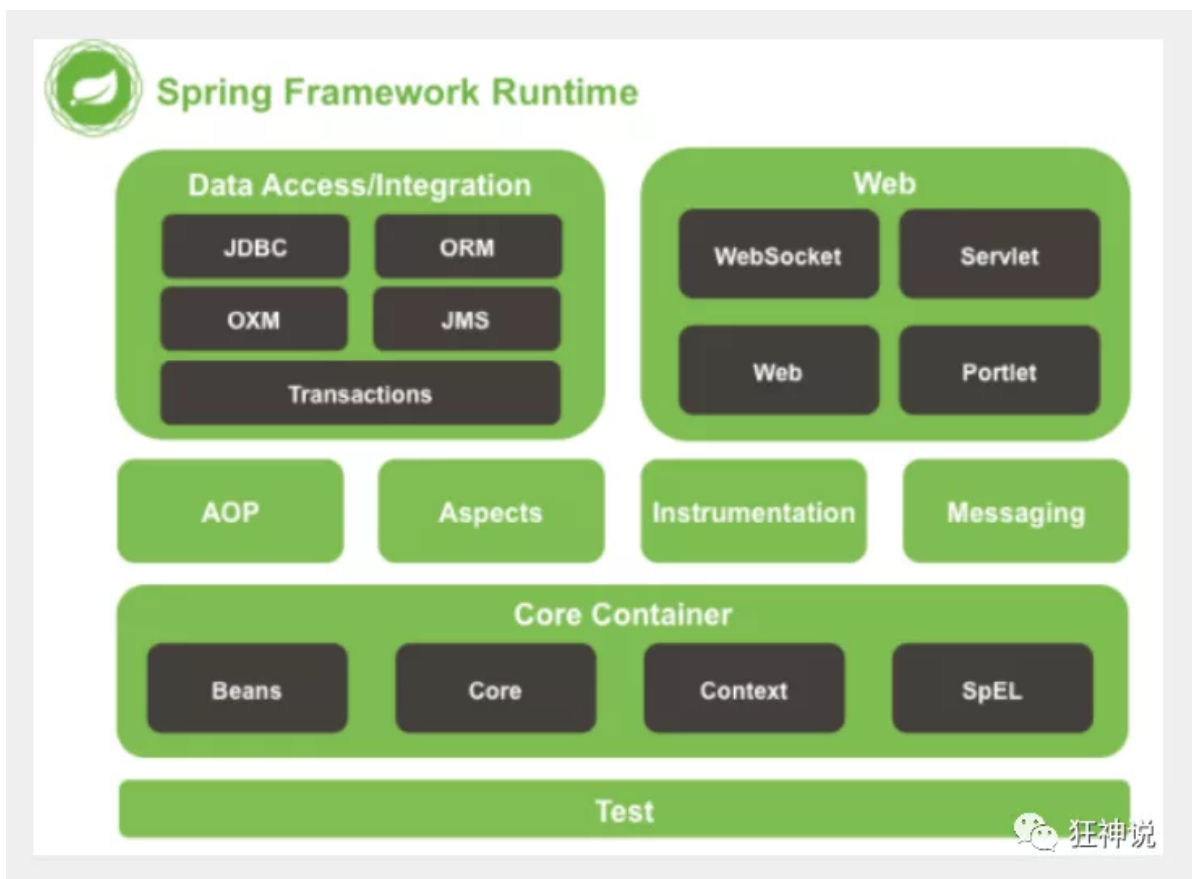 Spring Framework Runtime
Data Access/Integration
JDBC
ORM
OXM
JMS
Transactions
Web
WebSocket
Servlet
Web
Portlet
AOP
Aspects
Instrumentation
Messaging
Core Container
Beans
Core
Context
SpEL
Test
狂神说